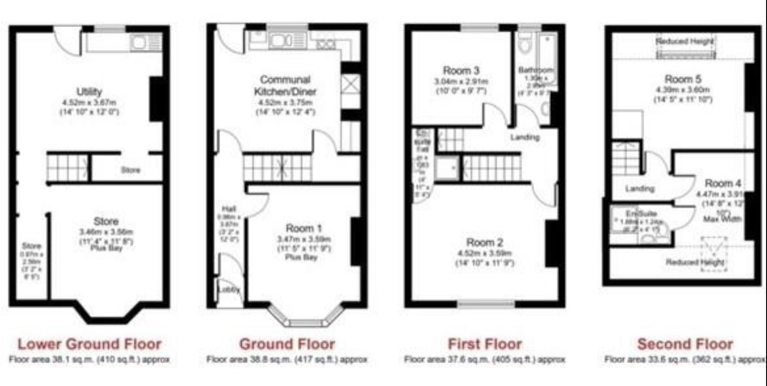 Utility
4.52m x 3.67m
(14' 10" x 12' 0")
Store
Store
3.46m x 3.56m
(11' 4" x 11' 8")
Plus Bay
Store
0.97m x
(3' 2" x
Lower Ground Floor
Floor area 38.1 sq.m. (410 sq.ft.) approx
Communal
Kitchen/Diner
4.52m x 3.75m
(14' 10" x 12' 4")
Hall
0.96m x
3.67m
(3' 2" x
12' 0")
Room 1
3.47m x 3.59m
(11' 5" x 11' 9")
Plus Bay
Lobby
Ground Floor
Floor area 38.8 sq.m. (417 sq.ft.) approx
Room 3
3.04m x 2.91m
(10' 0" x 9' 7")
Bathroom
Landing
Room 2
4.52m x 3.59m
(14' 10" x 11' 9")
First Floor
Floor area 37.6 sq.m. (405 sq.ft.) approx
Reduced Height
Room 5
4.39m x 3.60m
(14' 5" x 11' 10")
Landing
Room 4
4.47m x 3.91
(14' 8" x 12'
10")
Max Width
En-Suite
Reduced Height
Second Floor
Floor area 33.6 sq.m. (362 sq.ft.) approx